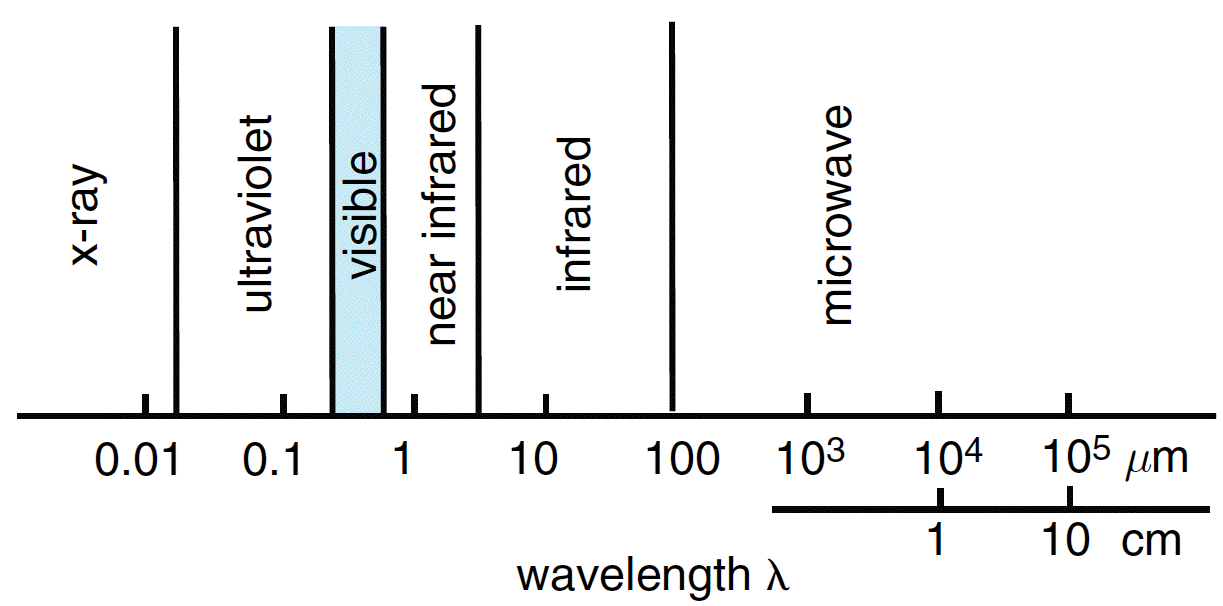 x-ray
ultraviolet
visible
near infrared
infrared
microwave
0.01 0.1 1 10 100 10³ 10⁴ 10⁵ μm
1 10 cm
wavelength λ